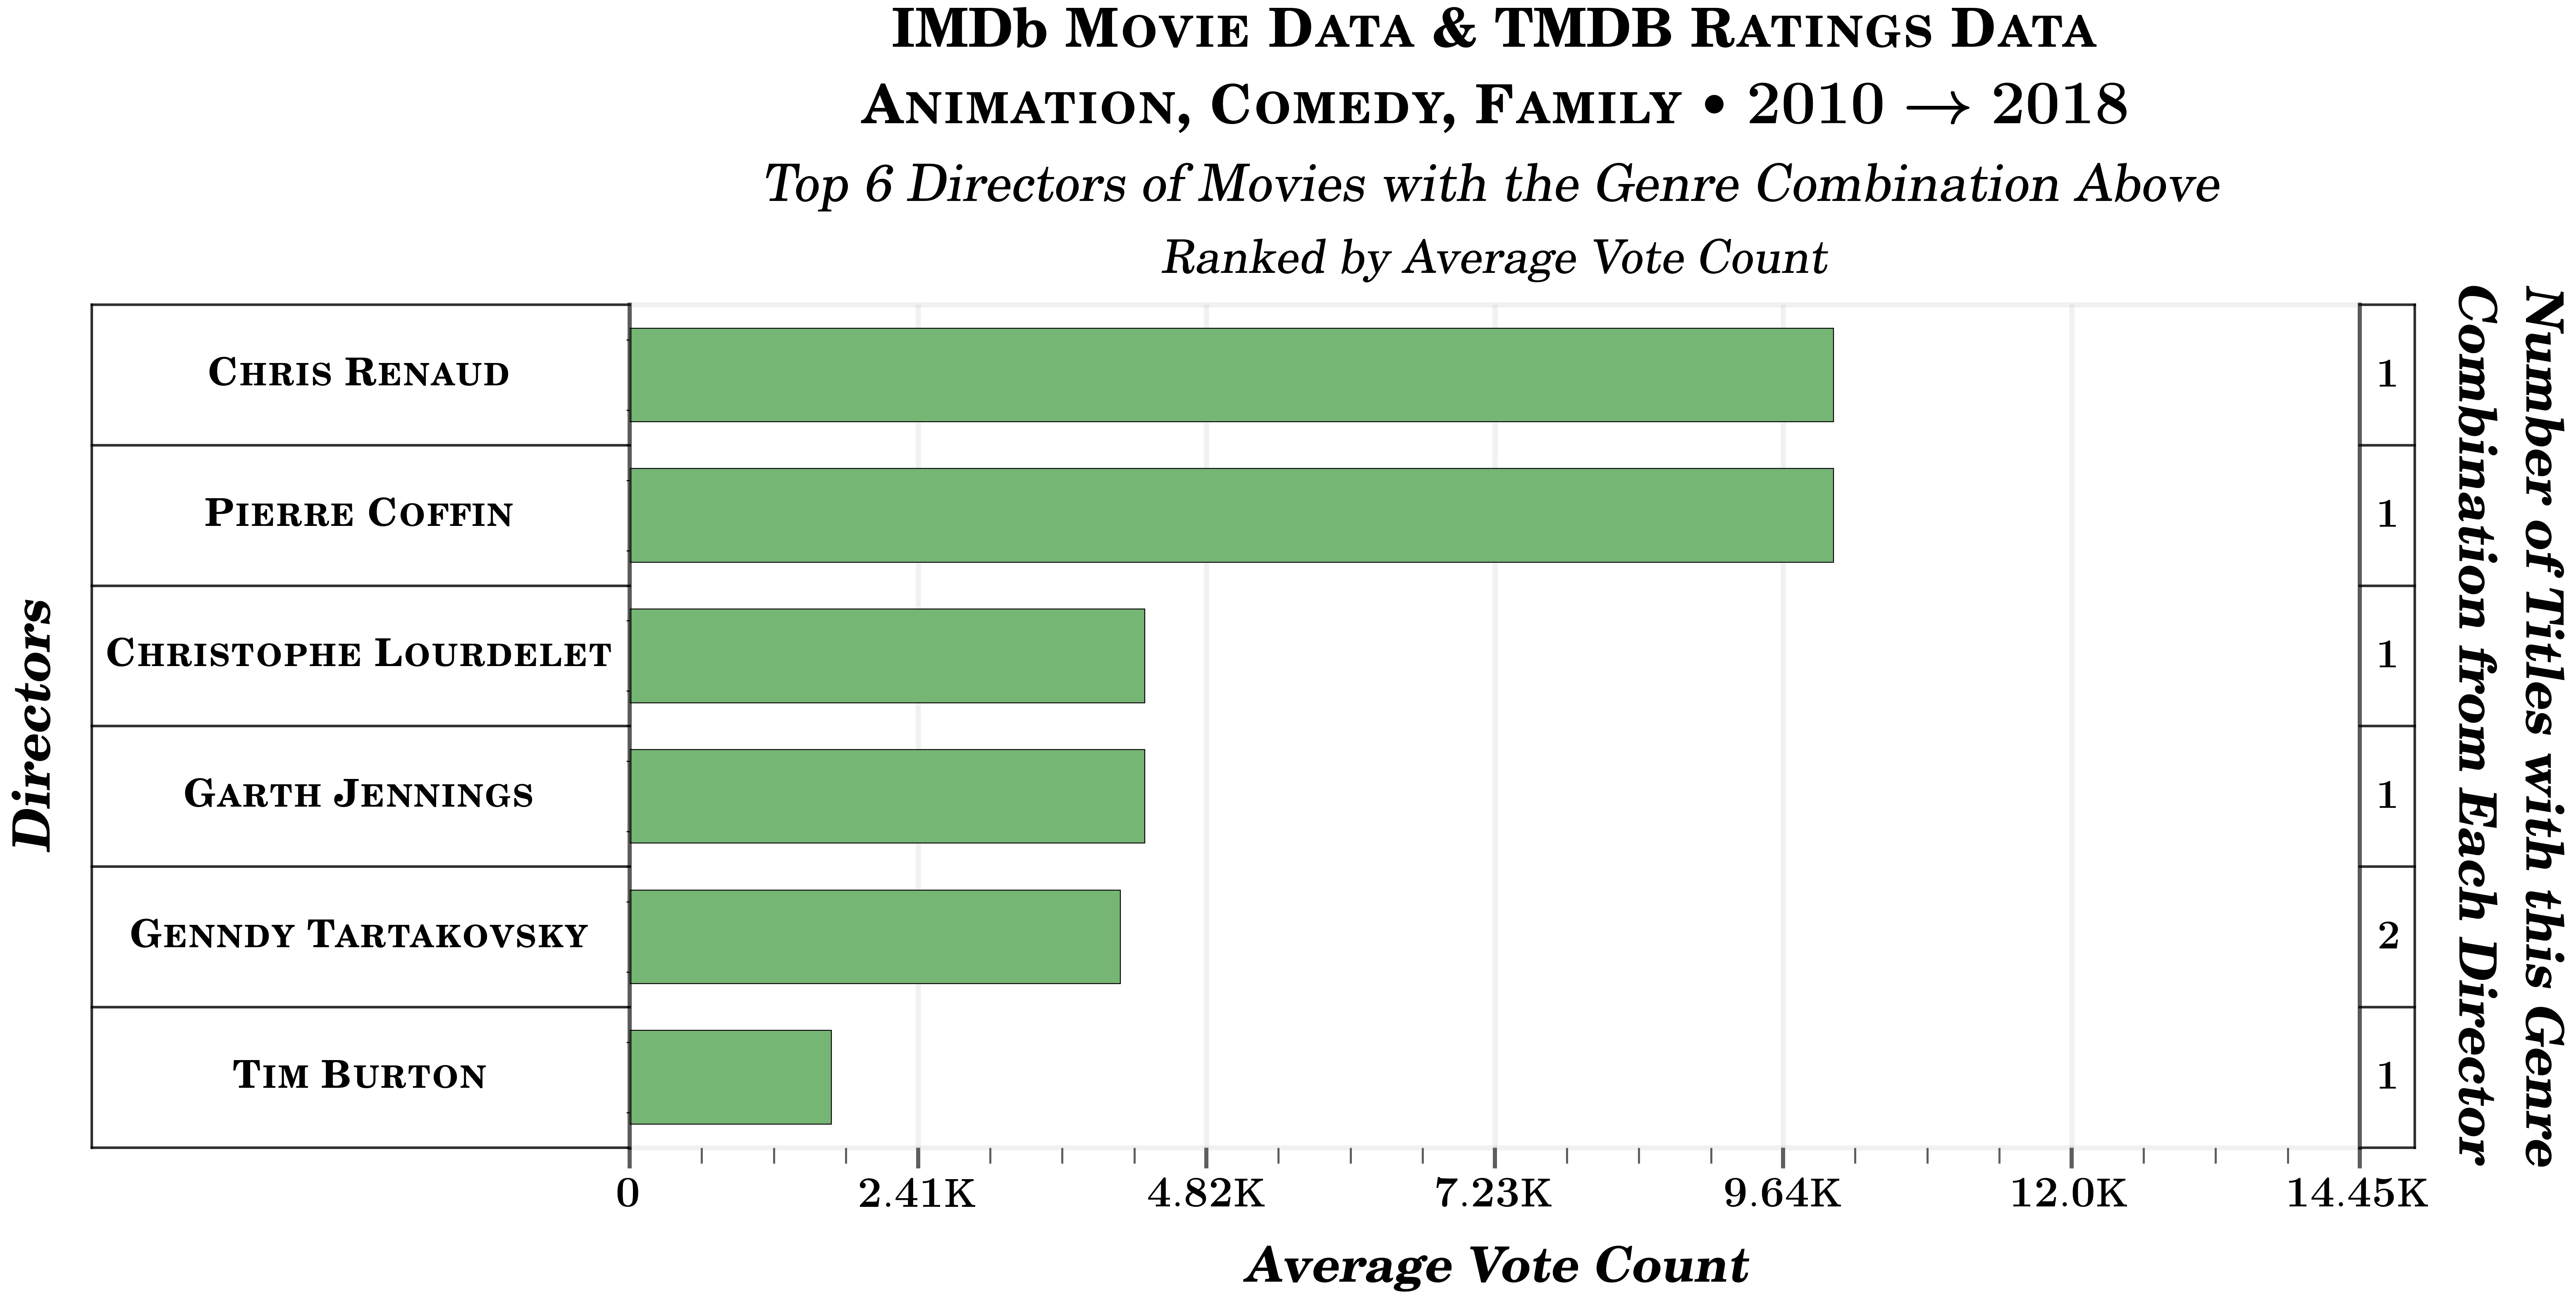 IMDb Movie Data & TMDB Ratings Data
Animation, Comedy, Family • 2010 → 2018
Top 6 Directors of Movies with the Genre Combination Above
Ranked by Average Vote Count
Directors
Chris Renaud
Pierre Coffin
Christophe Lourdelet
Garth Jennings
Genndy Tartakovsky
Tim Burton
1
1
1
1
2
1
Number of Titles with this Genre
Combination from Each Director
0 2.41K 4.82K 7.23K 9.64K 12.0K 14.45K
Average Vote Count